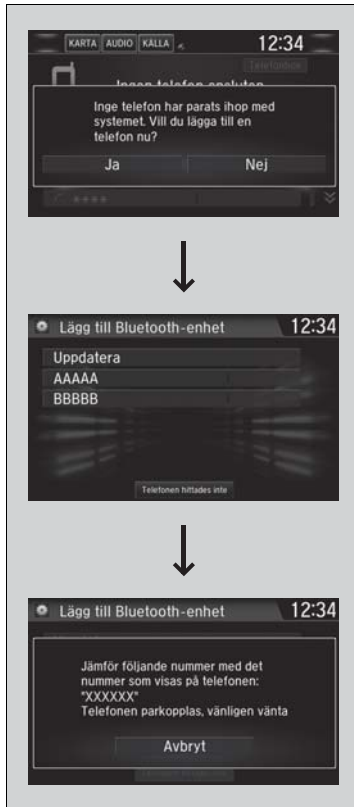 KARTA AUDIO KÄLLA 12:34
Telefonbok
Ingen telefon ansluten
Inge telefon har parats ihop med
systemet. Vill du lägga till en
telefon nu?
Ja Nej
Lägg till Bluetooth-enhet 12:34
Uppdatera
AAAAA
BBBBB
Telefonen hittades inte
Lägg till Bluetooth-enhet 12:34
Jämför följande nummer med det
nummer som visas på telefonen:
"XXXXXX"
Telefonen parkopplas, vänligen vänta
Avbryt